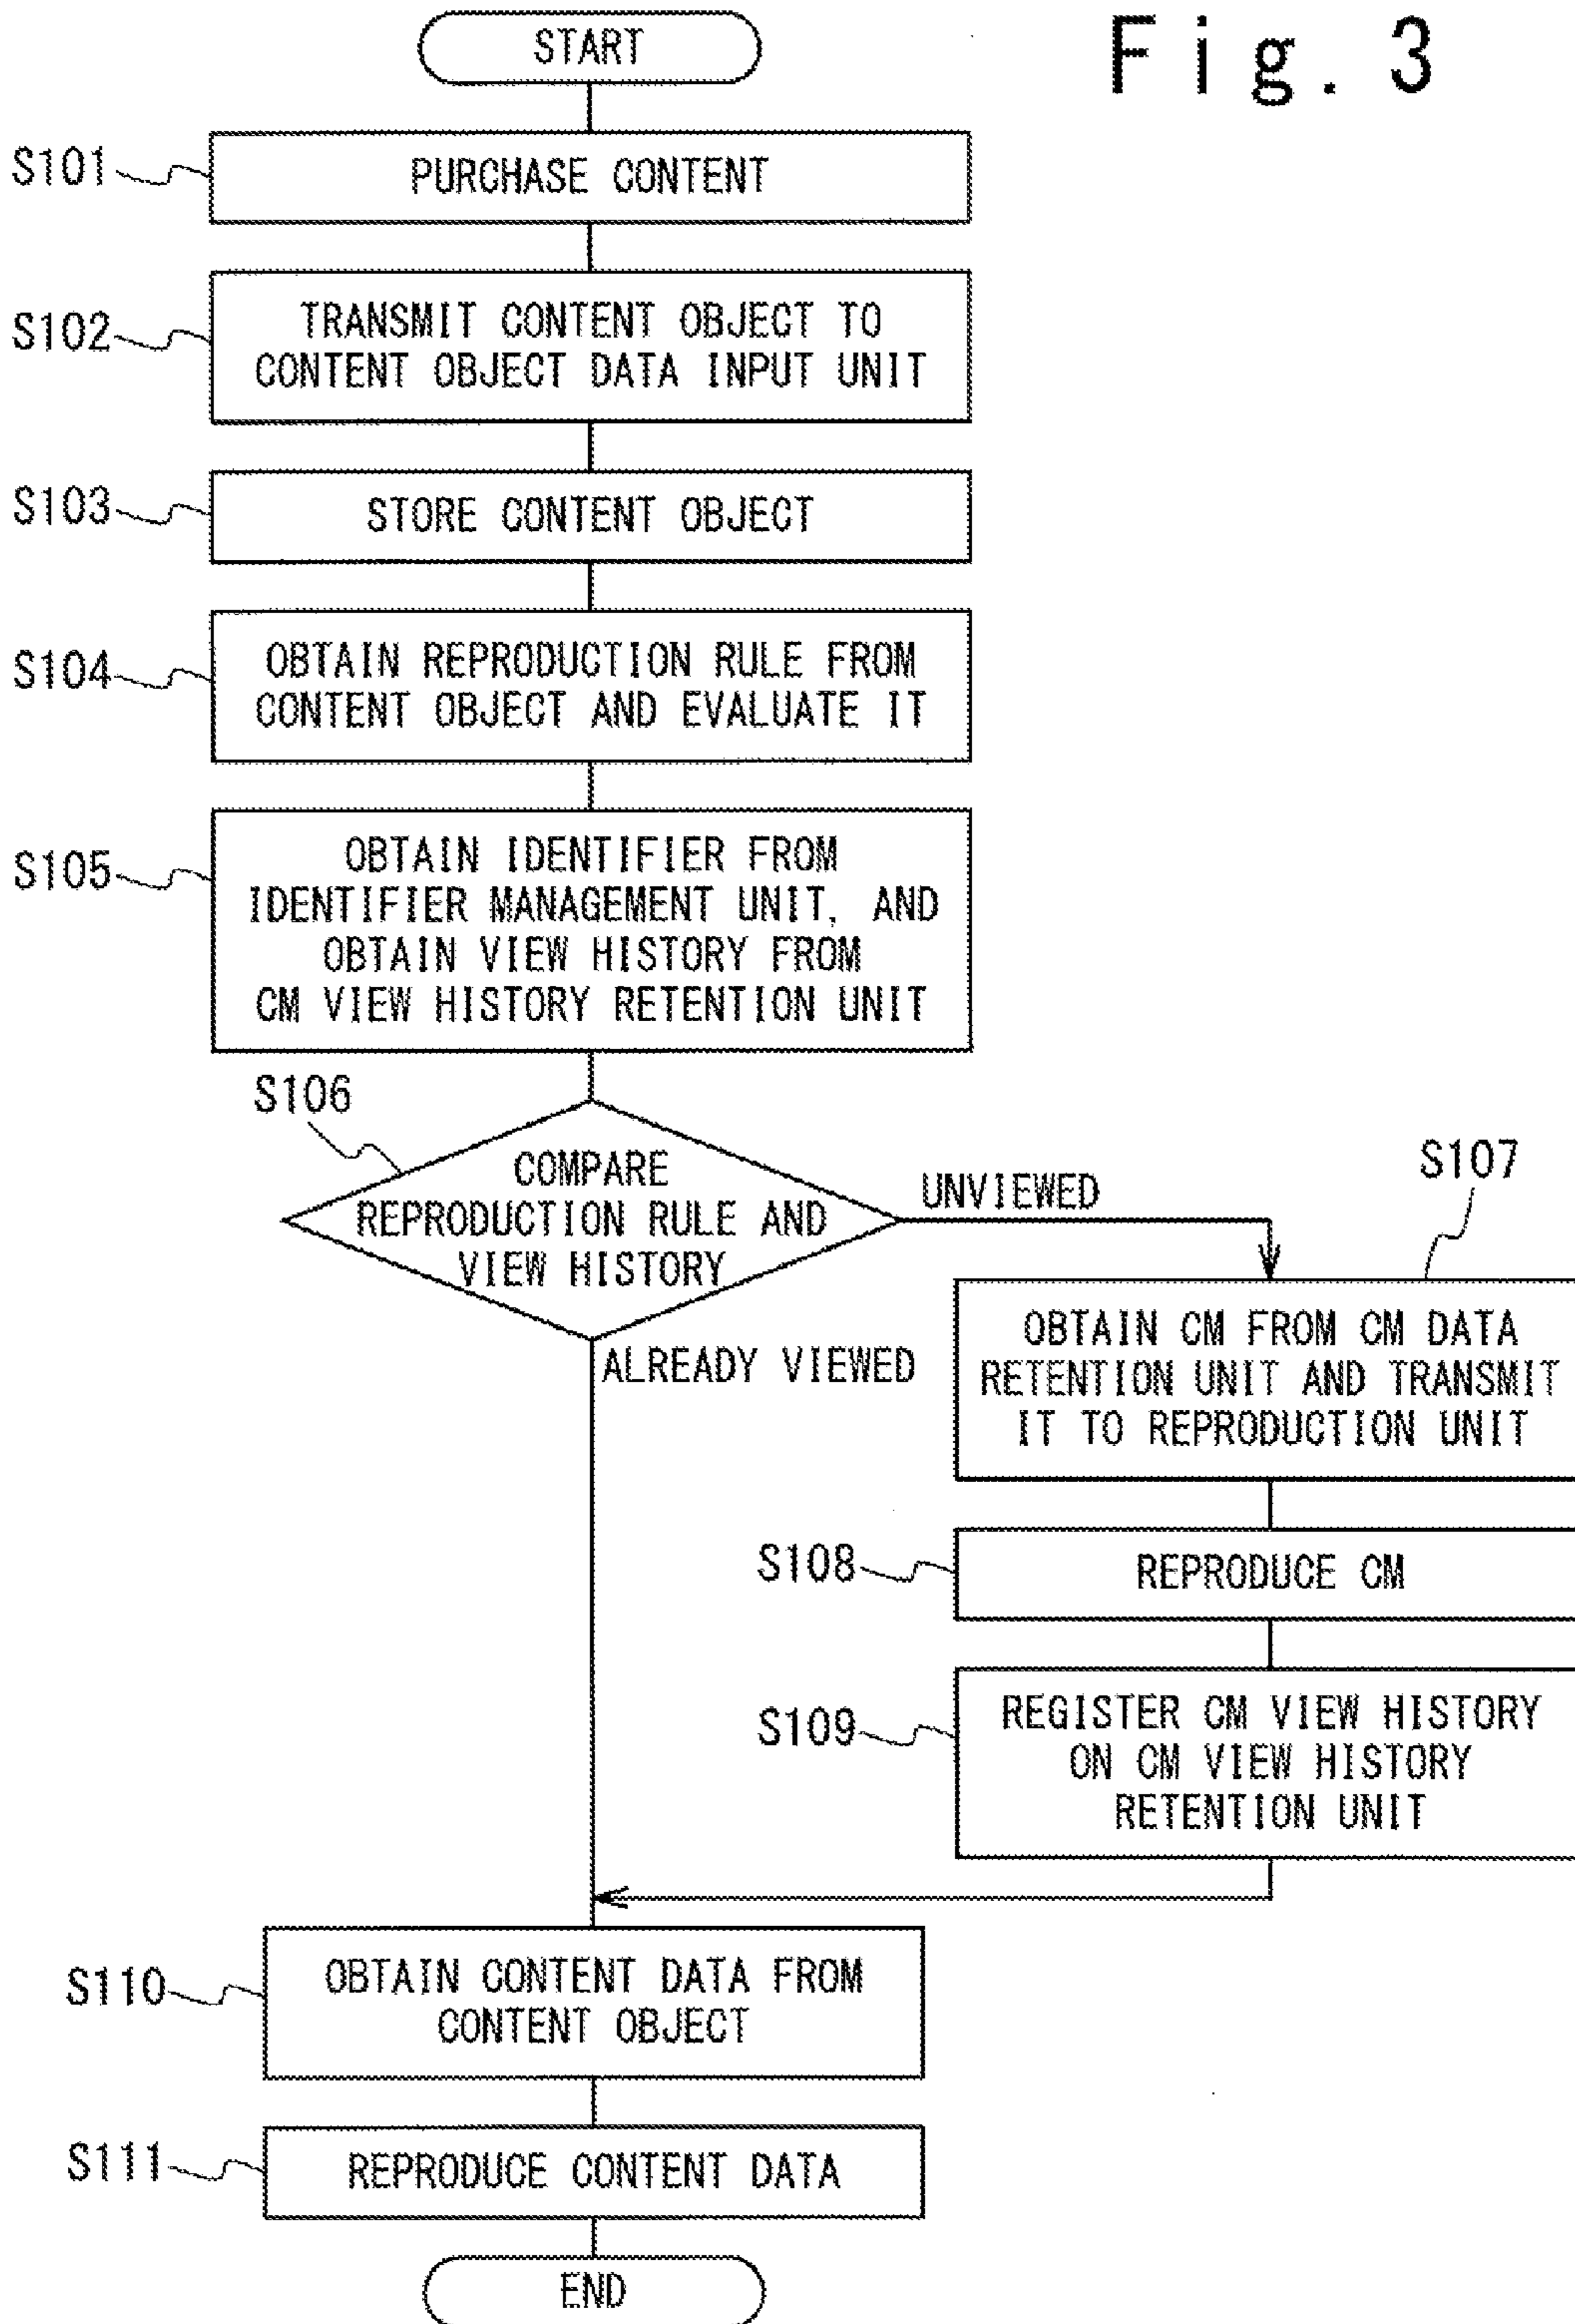 Fig. 3
START
S101
PURCHASE CONTENT
S102
TRANSMIT CONTENT OBJECT TO
CONTENT OBJECT DATA INPUT UNIT
S103
STORE CONTENT OBJECT
S104
OBTAIN REPRODUCTION RULE FROM
CONTENT OBJECT AND EVALUATE IT
S105
OBTAIN IDENTIFIER FROM
IDENTIFIER MANAGEMENT UNIT, AND
OBTAIN VIEW HISTORY FROM
CM VIEW HISTORY RETENTION UNIT
S106
COMPARE
REPRODUCTION RULE AND
VIEW HISTORY
UNVIEWED
ALREADY VIEWED
S107
OBTAIN CM FROM CM DATA
RETENTION UNIT AND TRANSMIT
IT TO REPRODUCTION UNIT
S108
REPRODUCE CM
S109
REGISTER CM VIEW HISTORY
ON CM VIEW HISTORY
RETENTION UNIT
S110
OBTAIN CONTENT DATA FROM
CONTENT OBJECT
S111
REPRODUCE CONTENT DATA
END